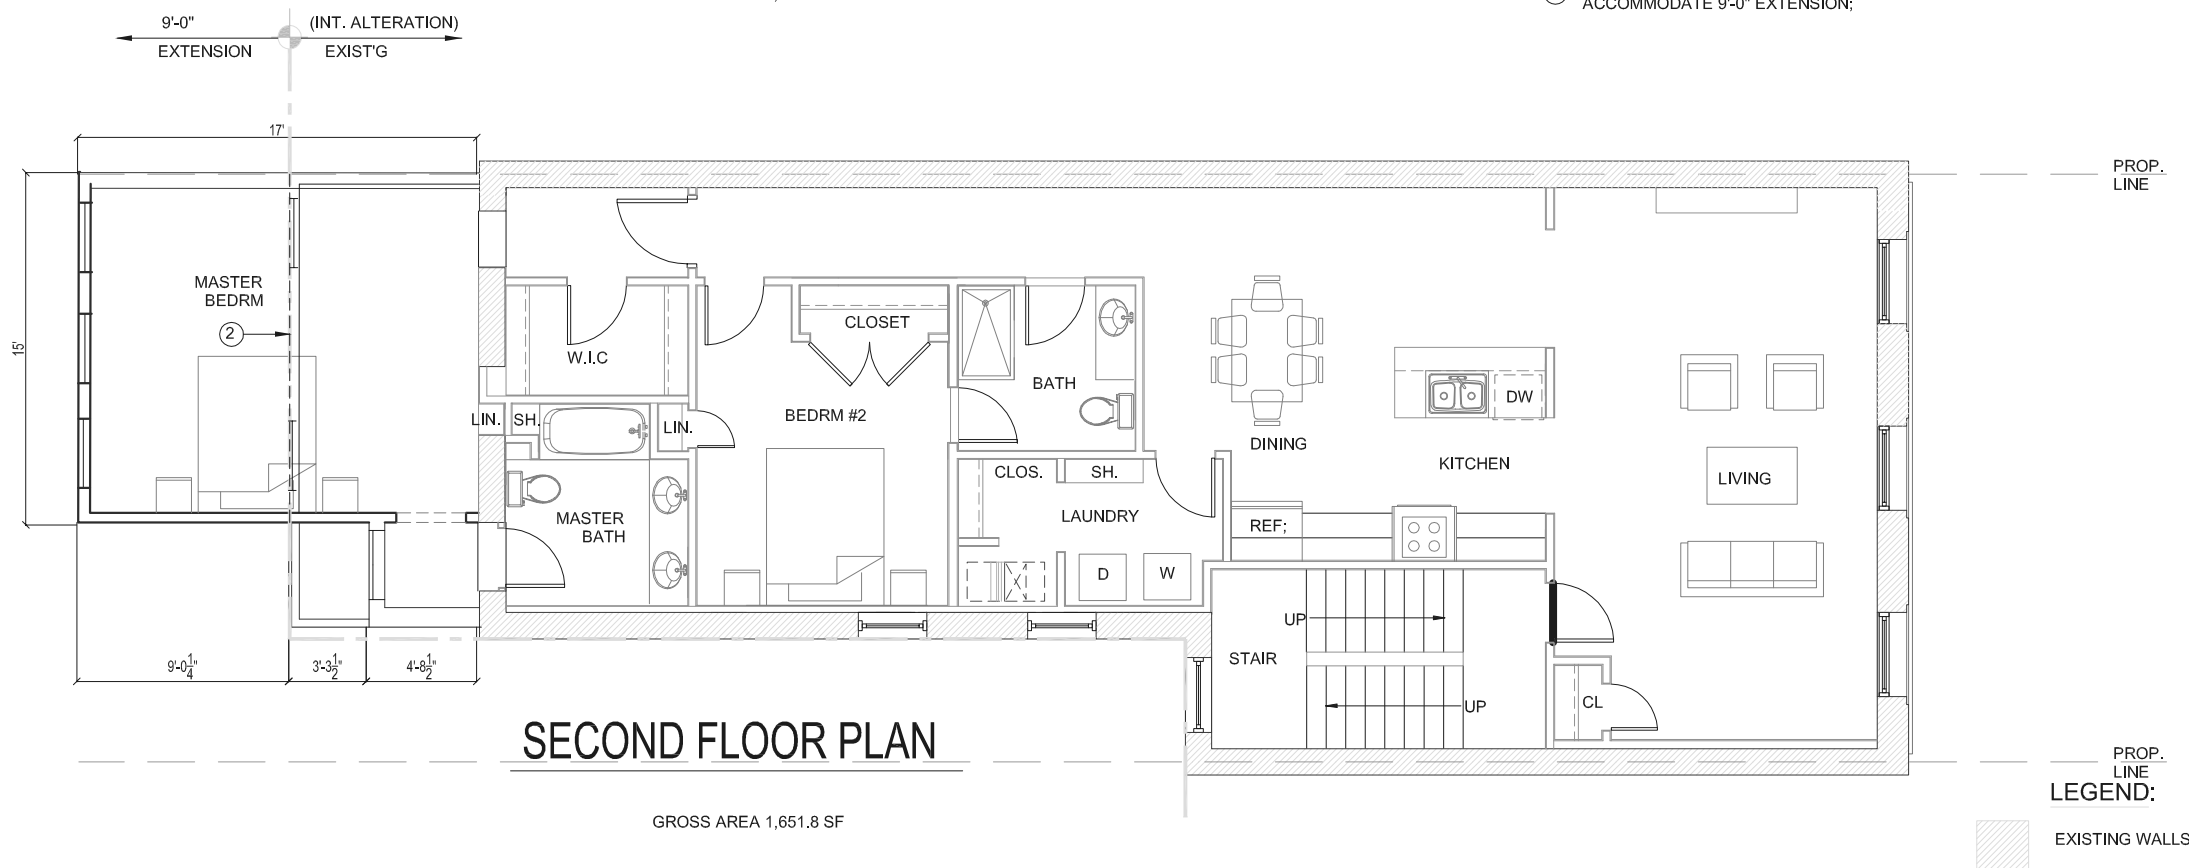 9'-0"
(INT. ALTERATION)
EXTENSION
EXIST'G
ACCOMMODATE 9'-0" EXTENSION;
17'
PROP.
LINE
15'
MASTER
BEDRM
2
CLOSET
W.I.C
BATH
LIN.
SH.
LIN.
BEDRM #2
DW
DINING
KITCHEN
CLOS.
SH.
LIVING
MASTER
BATH
LAUNDRY
REF;
D
W
UP
STAIR
UP
CL
9'-0 1/4"
3'-3 1/2"
4'-8 1/2"
SECOND FLOOR PLAN
PROP.
LINE
LEGEND:
GROSS AREA 1,651.8 SF
EXISTING WALLS